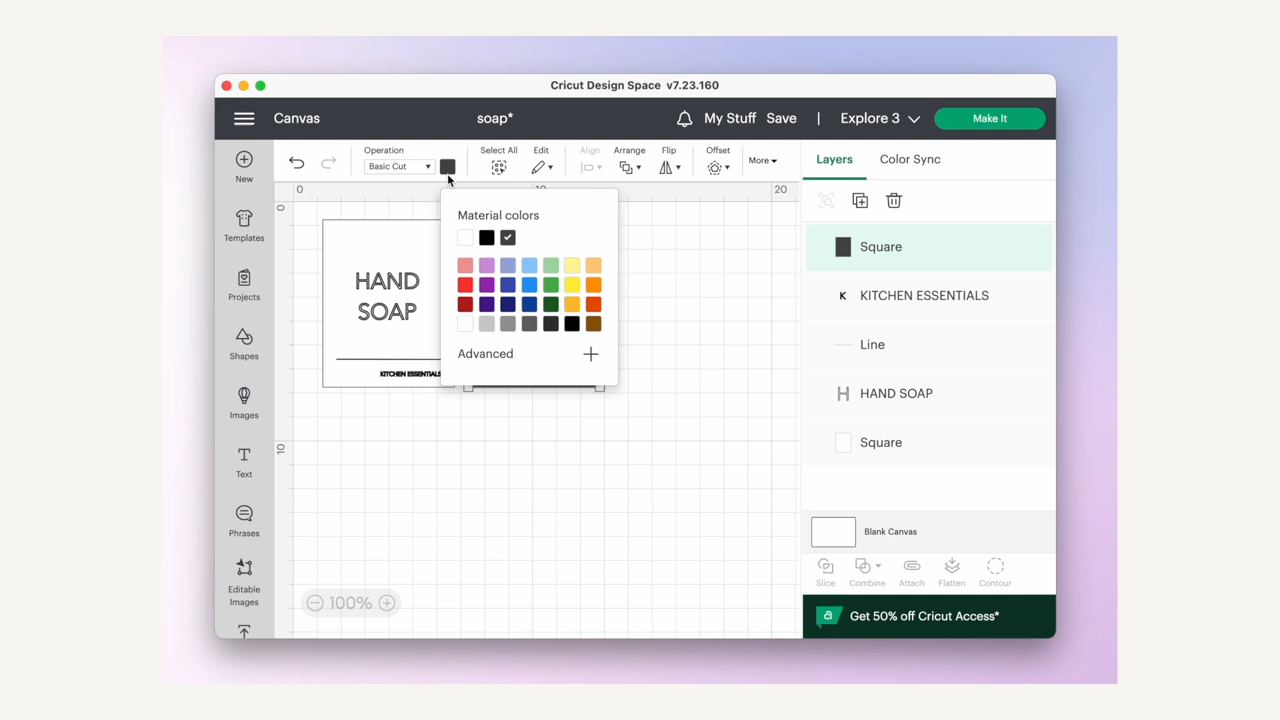 Cricut Design Space v7.23.160
Canvas
soap*
My Stuff
Save
|
Explore 3
Make It
New
Templates
Projects
Shapes
Images
Text
Phrases
Editable
Images
Operation
Basic Cut
Select All
Edit
Align
Arrange
Flip
Offset
More
0
10
20
0
10
HAND
SOAP
KITCHEN ESSENTIALS
Material colors
Advanced
100%
Layers
Color Sync
Square
K KITCHEN ESSENTIALS
Line
H HAND SOAP
Square
Blank Canvas
Slice
Combine
Attach
Flatten
Contour
a Get 50% off Cricut Access*